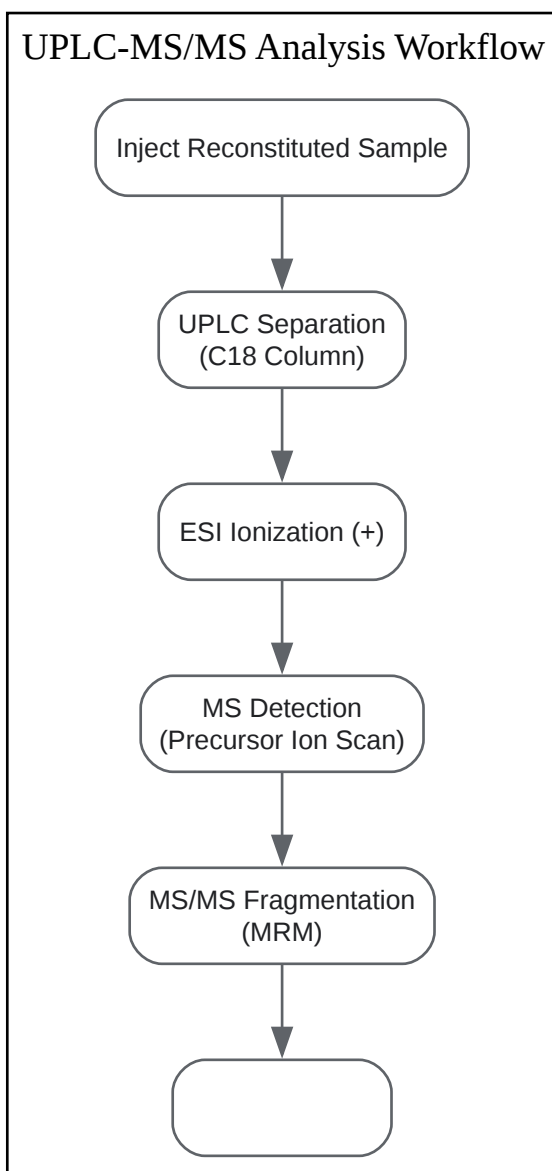 UPLC-MS/MS Analysis Workflow
Inject Reconstituted Sample
UPLC Separation
(C18 Column)
ESI Ionization (+)
MS Detection
(Precursor Ion Scan)
MS/MS Fragmentation
(MRM)